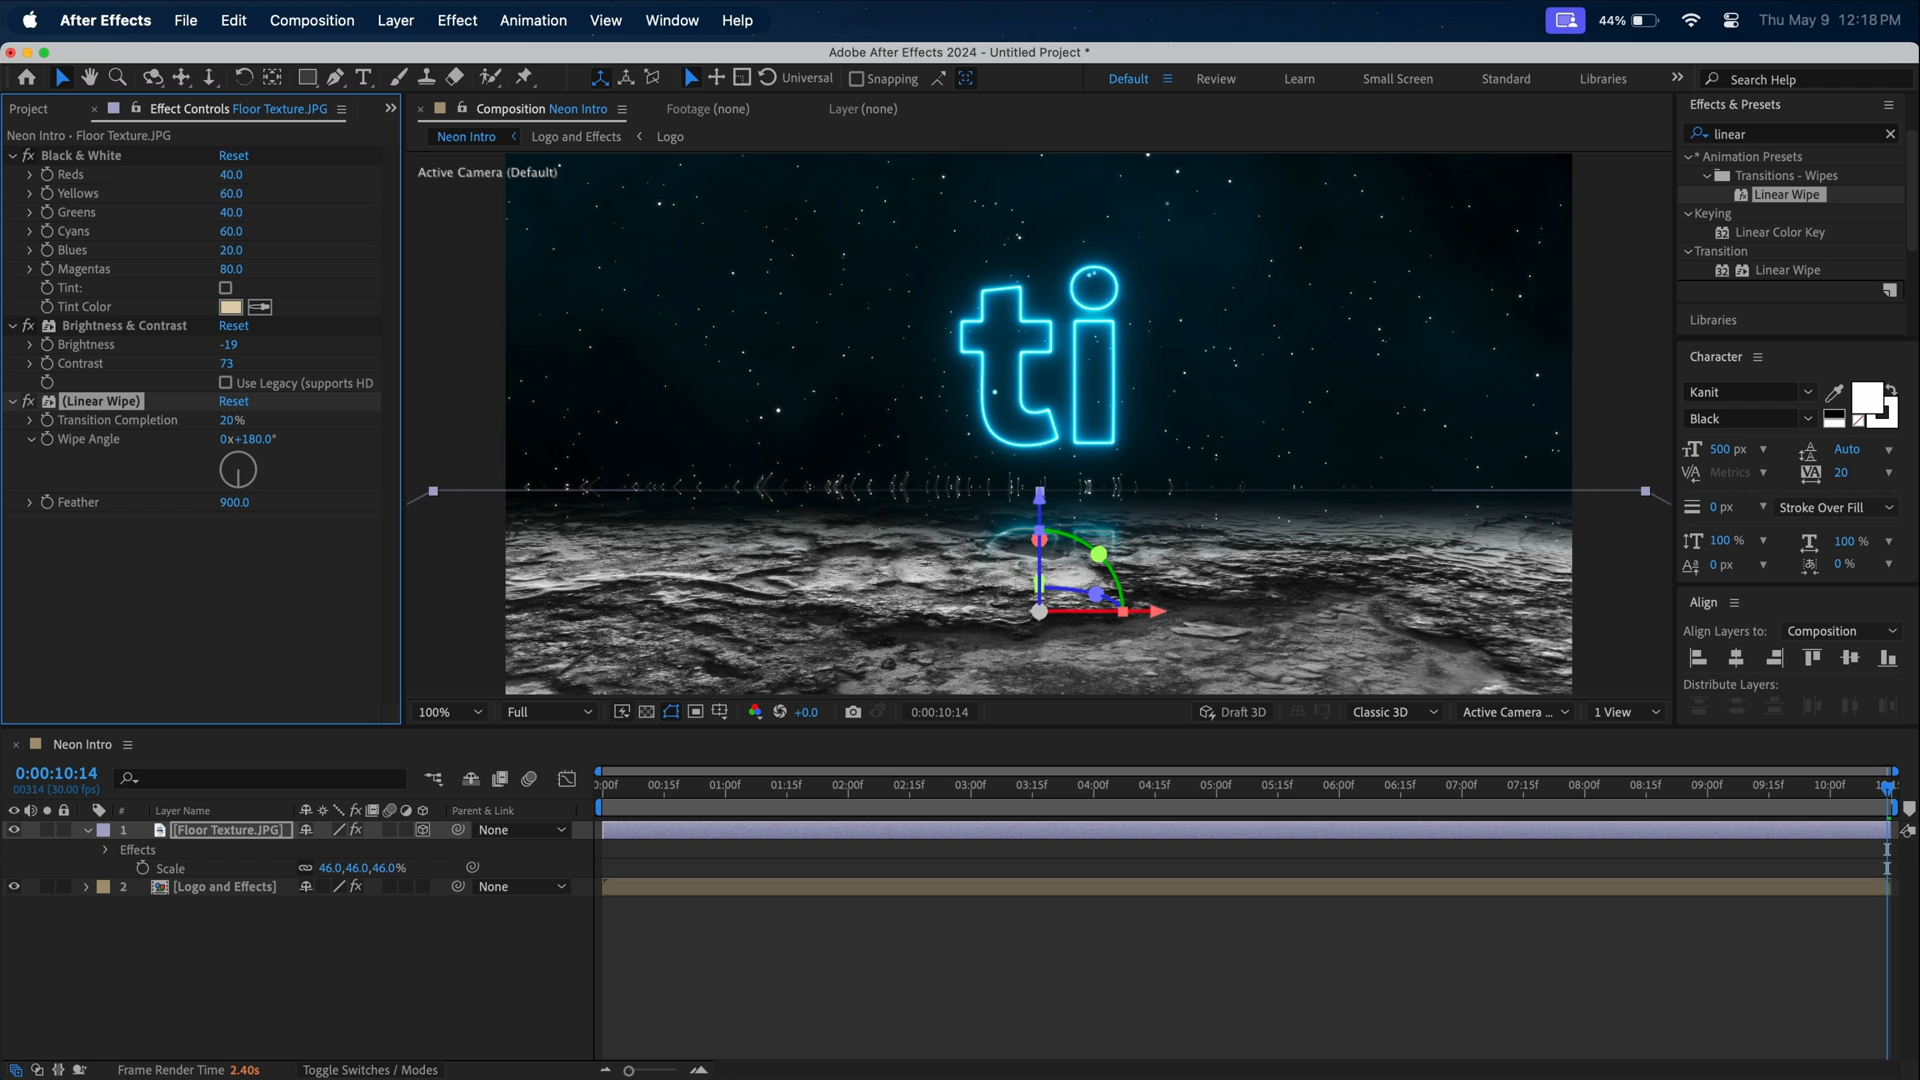 After Effects File Edit Composition Layer Effect Animation View Window Help 44% Thu May 9 12:18 PM
Adobe After Effects 2024 - Untitled Project *
Universal Snapping Default Review Learn Small Screen Standard Libraries Search Help
Project Effect Controls Floor Texture.JPG
Composition Neon Intro Footage (none) Layer (none)
Effects & Presets
Neon Intro • Floor Texture.JPG
Neon Intro Logo and Effects Logo
linear
Black & White Reset
Reds 40.0
Yellows 60.0
Greens 40.0
Cyans 60.0
Blues 20.0
Magentas 80.0
Tint:
Tint Color
Brightness & Contrast Reset
Brightness -19
Contrast 73
Use Legacy (supports HD
(Linear Wipe) Reset
Transition Completion 20%
Wipe Angle 0x+180.0°
Feather 900.0
Active Camera (Default)
ti
* Animation Presets
Transitions - Wipes
Linear Wipe
Keying
32 Linear Color Key
Transition
32 Linear Wipe
Libraries
Character
Kanit
Black
500 px Auto
Metrics 20
0 px Stroke Over Fill
100 % 100 %
0 px 0 %
Align
Align Layers to: Composition
Distribute Layers:
100% Full +0.0 0:00:10:14 Draft 3D Classic 3D Active Camera ... 1 View
Neon Intro
0:00:10:14
00314 (30.00 fps)
:00f 00:15f 01:00f 01:15f 02:00f 02:15f 03:00f 03:15f 04:00f 04:15f 05:00f 05:15f 06:00f 06:15f 07:00f 07:15f 08:00f 08:15f 09:00f 09:15f 10:00f
# Layer Name Parent & Link
1 [Floor Texture.JPG] None
Effects
Scale 46.0,46.0,46.0%
2 [Logo and Effects] None
Frame Render Time 2.40s Toggle Switches / Modes